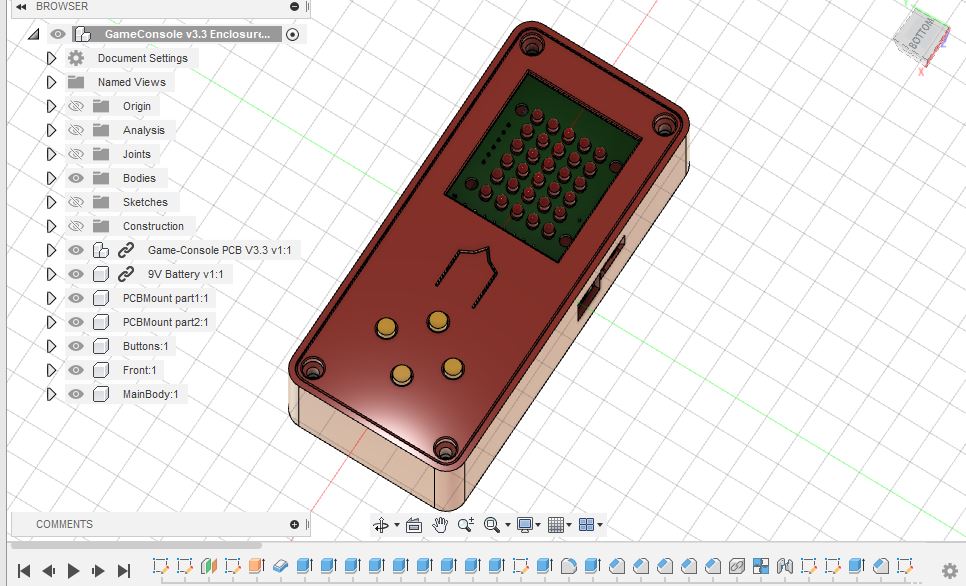 BROWSER
GameConsole v3.3 Enclosur...
Document Settings
Named Views
Origin
Analysis
Joints
Bodies
Sketches
Construction
Game-Console PCB V3.3 v1:1
9V Battery v1:1
PCBMount part1:1
PCBMount part2:1
Buttons:1
Front:1
MainBody:1
COMMENTS
BOTTOM
X